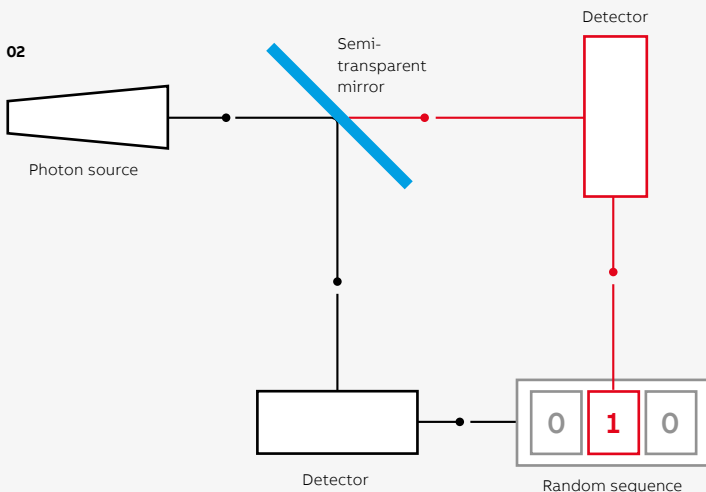 Detector
02
Semi-
transparent
mirror
Photon source
0 1 0
Detector
Random sequence